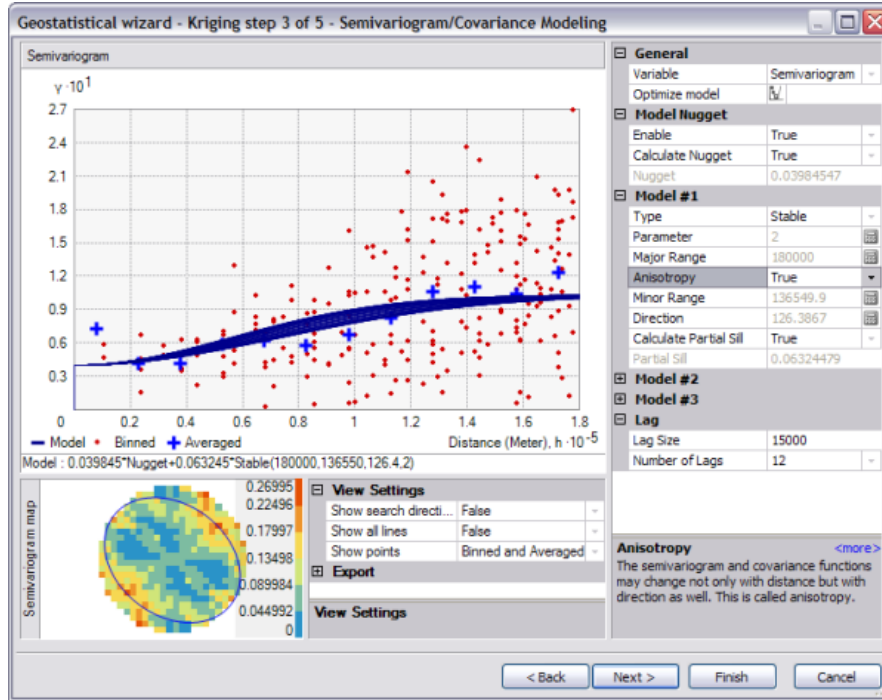 Geostatistical wizard - Kriging step 3 of 5 - Semivariogram/Covariance Modeling
Semivariogram
γ·10¹
2.7
2.4
2.1
1.8
1.5
1.2
0.9
0.6
0.3
0 0.2 0.4 0.6 0.8 1 1.2 1.4 1.6 1.8
Model Binned Averaged Distance (Meter), h·10⁻⁵
Model : 0.039845*Nugget+0.063245*Stable(180000,136550,126.4,2)
Semivariogram map
0.26995
0.22496
0.17997
0.13498
0.089984
0.044992
0
View Settings
Show search directi... False
Show all lines False
Show points Binned and Averaged
Export
View Settings
General
Variable Semivariogram
Optimize model
Model Nugget
Enable True
Calculate Nugget True
Nugget 0.03984547
Model #1
Type Stable
Parameter 2
Major Range 180000
Anisotropy True
Minor Range 136549.9
Direction 126.3867
Calculate Partial Sill True
Partial Sill 0.06324479
Model #2
Model #3
Lag
Lag Size 15000
Number of Lags 12
Anisotropy <more>
The semivariogram and covariance functions
may change not only with distance but with
direction as well. This is called anisotropy.
< Back Next > Finish Cancel